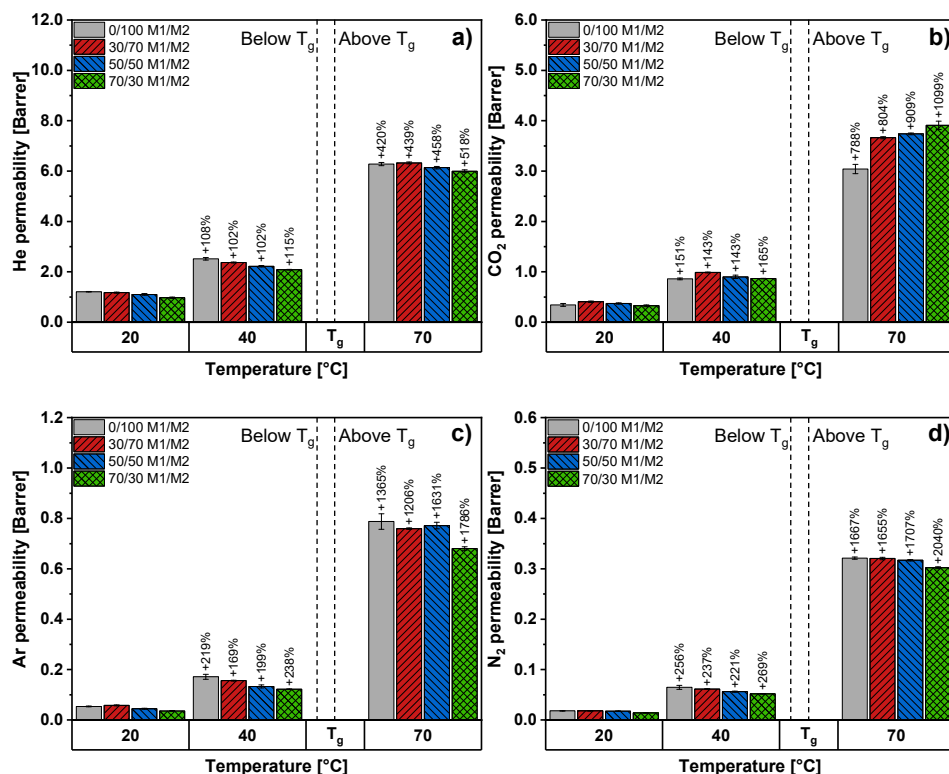 a)
He permeability [Barrer]
12.0
10.0
8.0
6.0
4.0
2.0
0.0
0/100 M1/M2
30/70 M1/M2
50/50 M1/M2
70/30 M1/M2
Below Tg
Above Tg
+108%
+102%
+102%
+115%
+420%
+439%
+458%
+518%
20
40
Tg
70
Temperature [°C]
b)
CO2 permeability [Barrer]
6.0
5.0
4.0
3.0
2.0
1.0
0.0
0/100 M1/M2
30/70 M1/M2
50/50 M1/M2
70/30 M1/M2
Below Tg
Above Tg
+151%
+143%
+143%
+165%
+788%
+804%
+909%
+1099%
20
40
Tg
70
Temperature [°C]
c)
Ar permeability [Barrer]
1.2
1.0
0.8
0.6
0.4
0.2
0.0
0/100 M1/M2
30/70 M1/M2
50/50 M1/M2
70/30 M1/M2
Below Tg
Above Tg
+219%
+169%
+199%
+238%
+1365%
+1206%
+1631%
+1786%
20
40
Tg
70
Temperature [°C]
d)
N2 permeability [Barrer]
0.6
0.5
0.4
0.3
0.2
0.1
0.0
0/100 M1/M2
30/70 M1/M2
50/50 M1/M2
70/30 M1/M2
Below Tg
Above Tg
+256%
+237%
+221%
+269%
+1667%
+1655%
+1707%
+2040%
20
40
Tg
70
Temperature [°C]